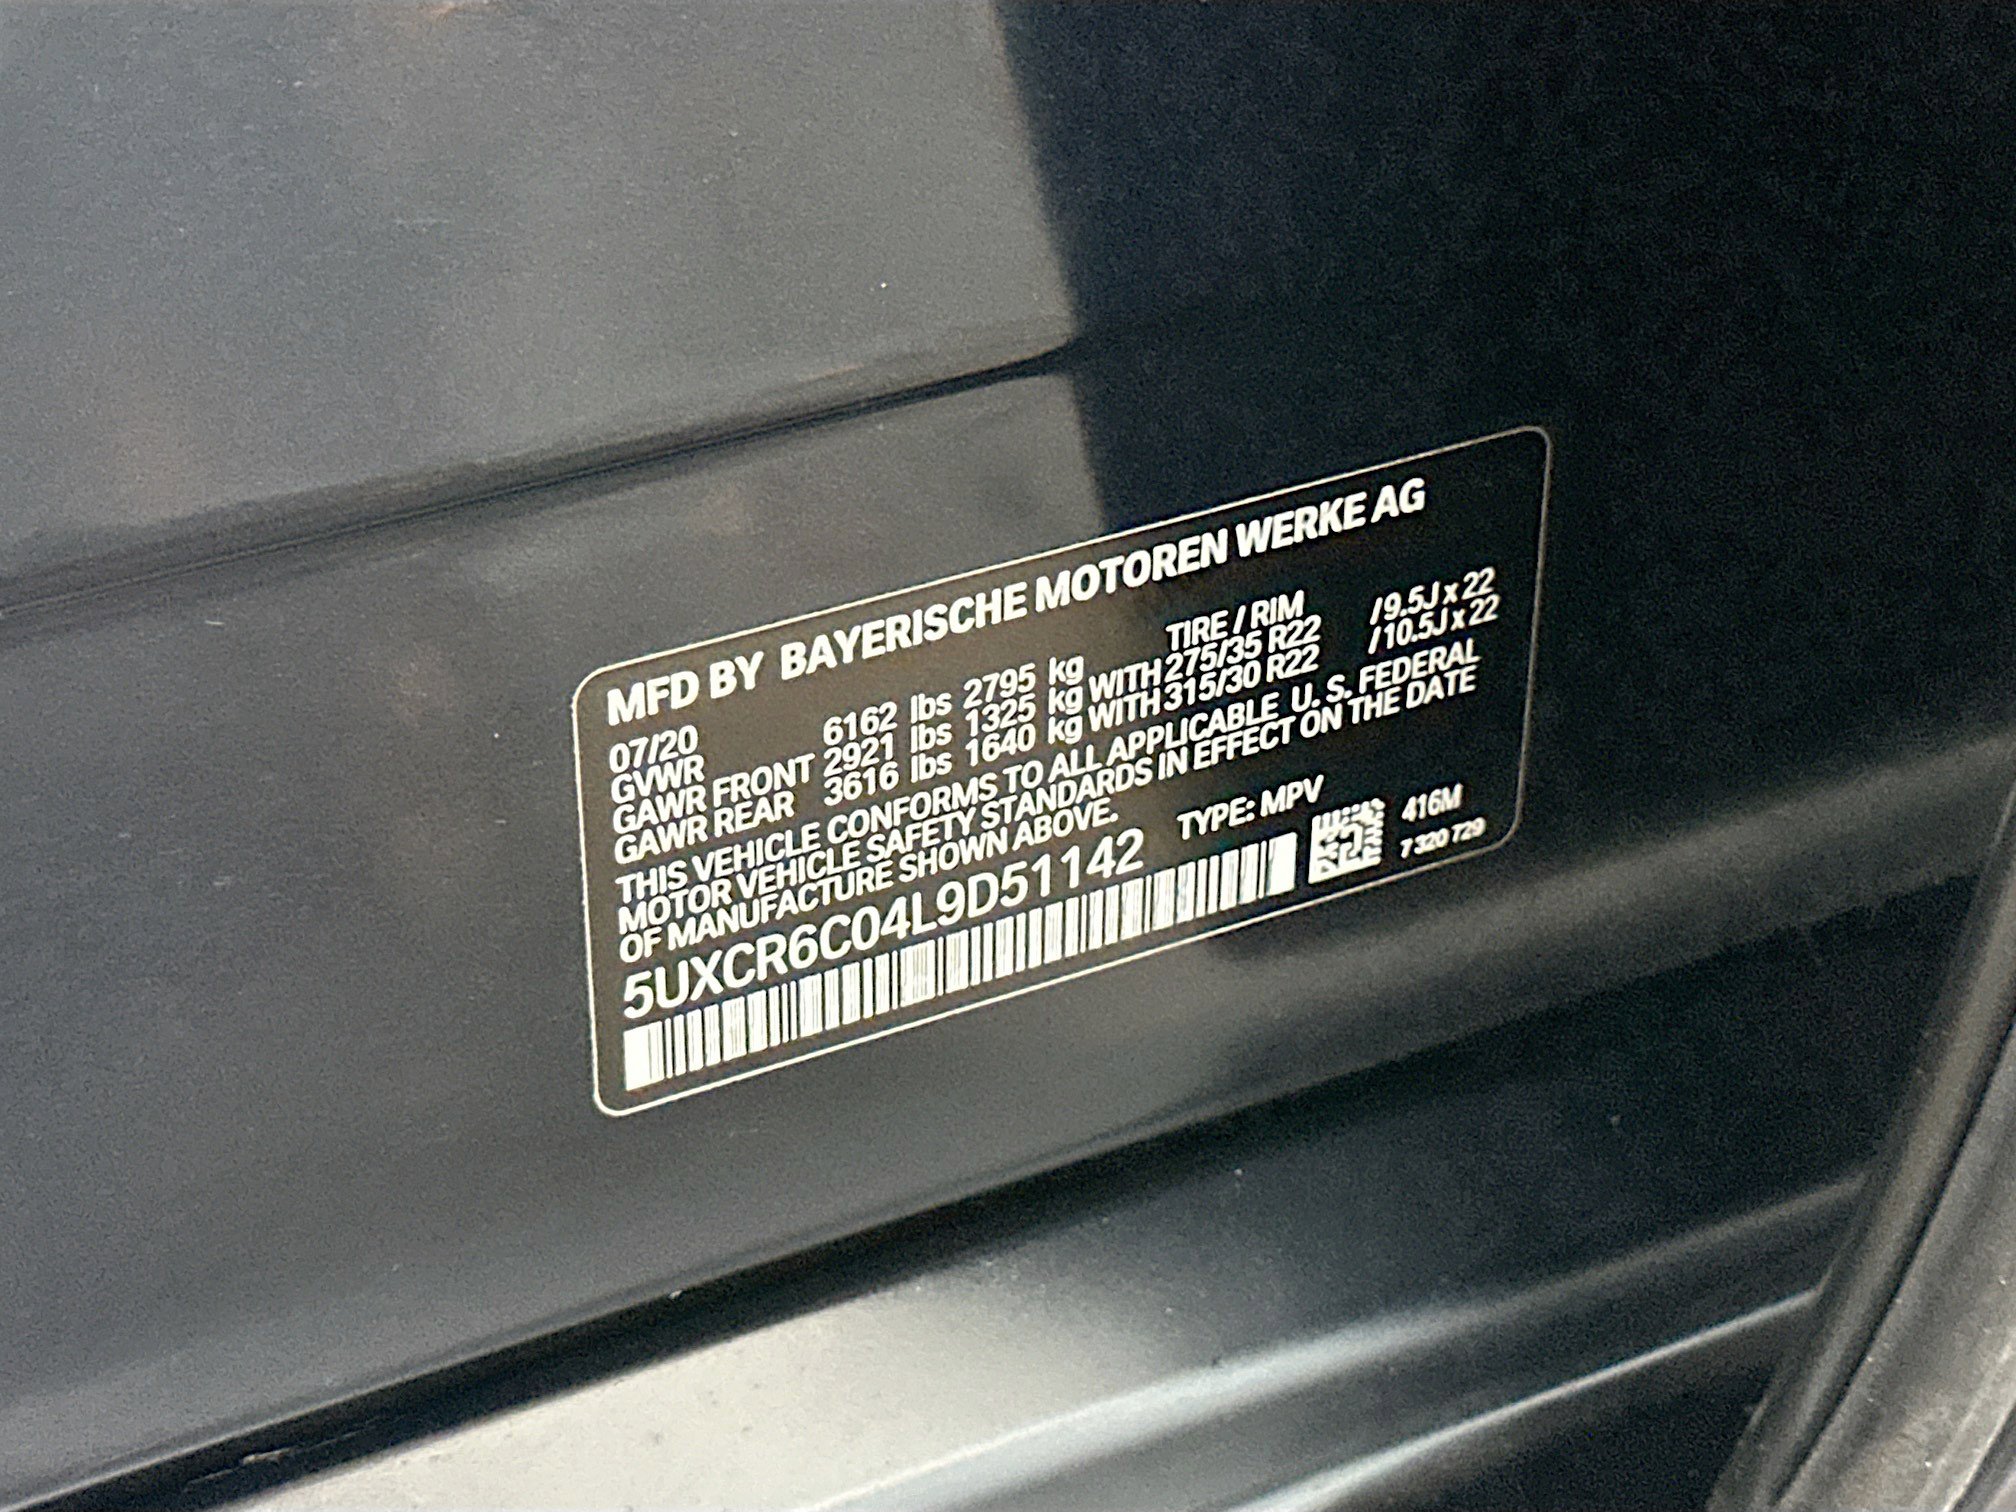 MFD BY BAYERISCHE MOTOREN WERKE AG
07/20 TIRE / RIM
GVWR 6162 lbs 2795 kg
GAWR FRONT 2921 lbs 1325 kg WITH 275/35 R22 /9.5J x 22
GAWR REAR 3616 lbs 1640 kg WITH 315/30 R22 /10.5J x 22
THIS VEHICLE CONFORMS TO ALL APPLICABLE U. S. FEDERAL
MOTOR VEHICLE SAFETY STANDARDS IN EFFECT ON THE DATE
OF MANUFACTURE SHOWN ABOVE.
5UXCR6C04L9D51142 TYPE: MPV
416M
7 320 729